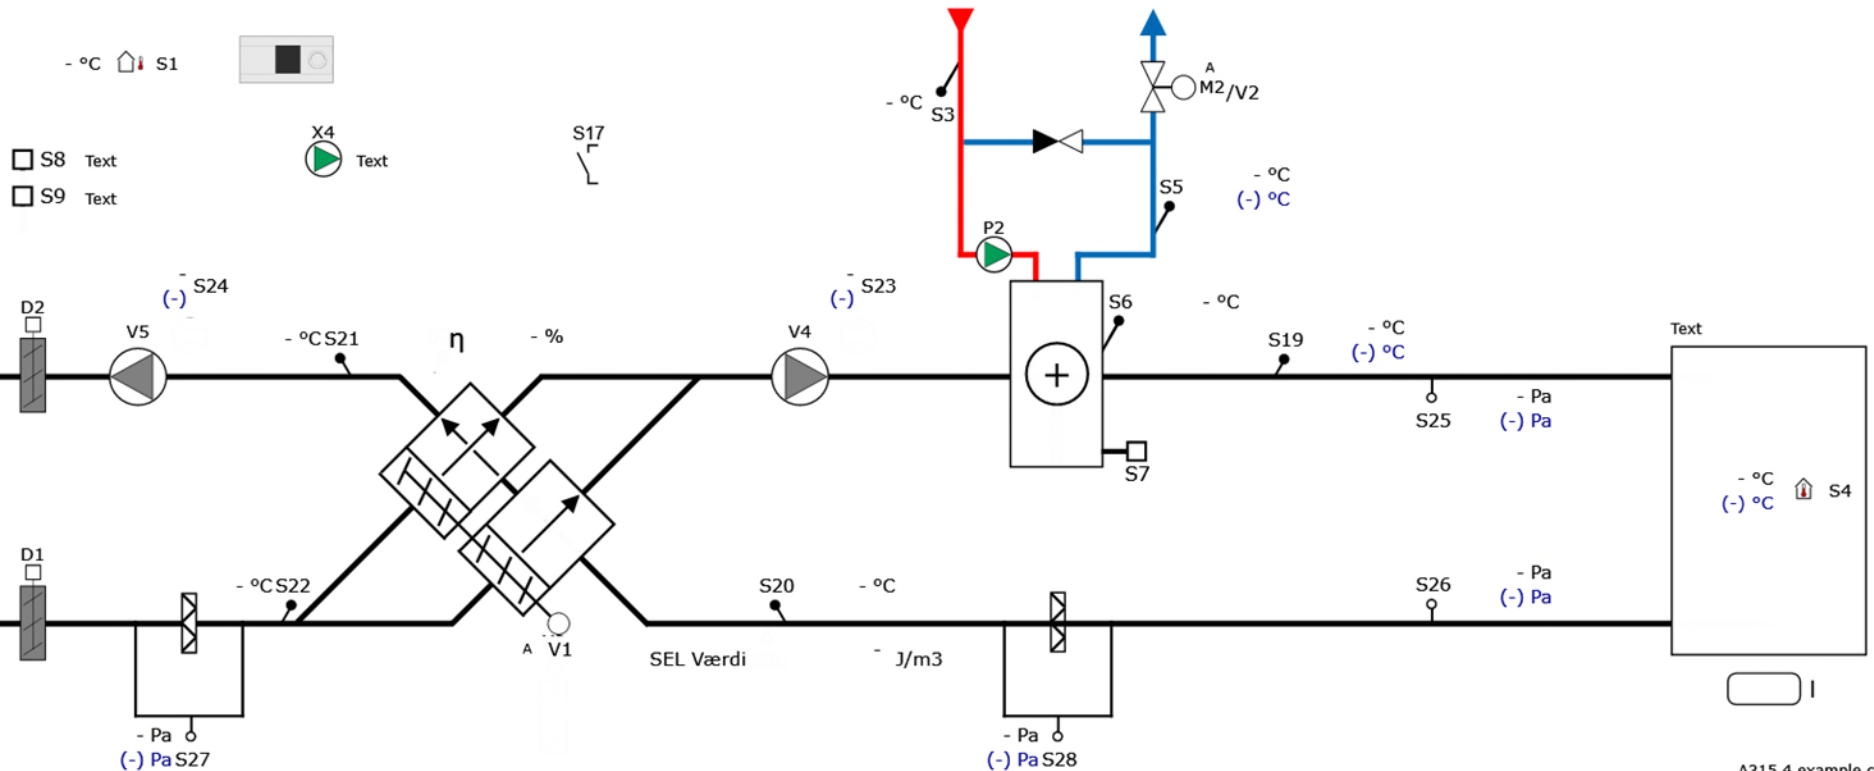 - °C S1
A
M2/V2
- °C
S3
X4
Text
S17
S8 Text
S9 Text
- °C
(-) °C
S5
P2
-
(-) S24
-
(-) S23
D2
V5
- °C S21
η
- %
V4
S6
- °C
S19
- °C
(-) °C
Text
- Pa
(-) Pa
S25
+
S7
- °C
(-) °C
S4
D1
- °C S22
S20
- °C
S26
- Pa
(-) Pa
A V1
SEL Værdi
- J/m3
I
- Pa
(-) Pa S27
- Pa
(-) Pa S28